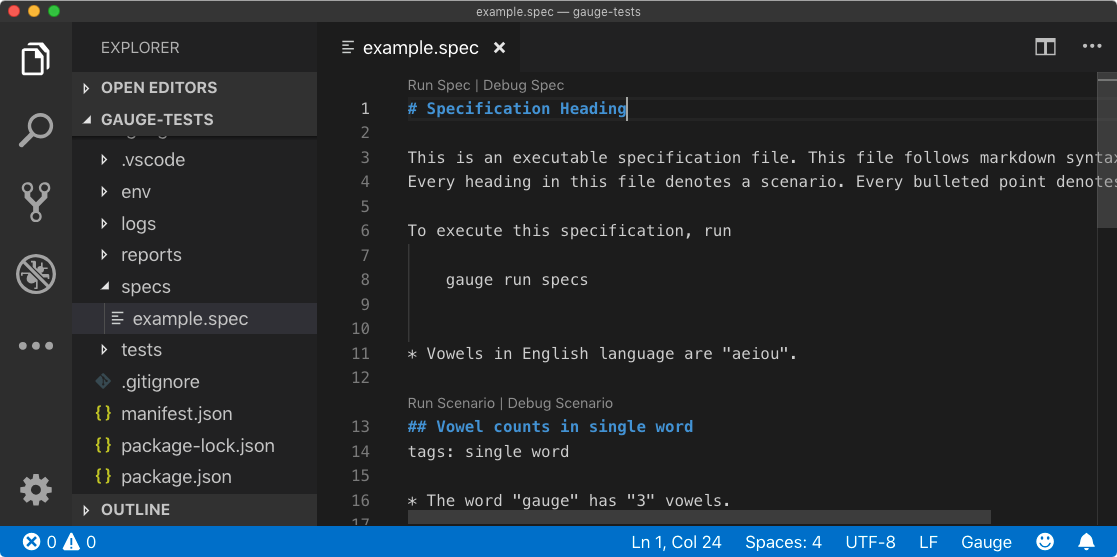 example.spec — gauge-tests
EXPLORER
OPEN EDITORS
GAUGE-TESTS
.vscode
env
logs
reports
specs
example.spec
tests
.gitignore
{} manifest.json
{} package-lock.json
{} package.json
OUTLINE
example.spec ×
Run Spec | Debug Spec
1 # Specification Heading
2
3 This is an executable specification file. This file follows markdown synta
4 Every heading in this file denotes a scenario. Every bulleted point denotes
5
6 To execute this specification, run
7
8 gauge run specs
9
10
11 * Vowels in English language are "aeiou".
12
Run Scenario | Debug Scenario
13 ## Vowel counts in single word
14 tags: single word
15
16 * The word "gauge" has "3" vowels.
17
0 0 Ln 1, Col 24 Spaces: 4 UTF-8 LF Gauge